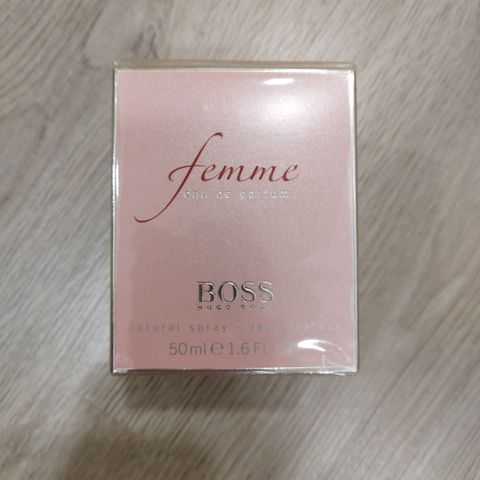 femme
eau de parfum
BOSS
HUGO BOSS
natural spray - vaporisateur
50ml e 1.6 FL